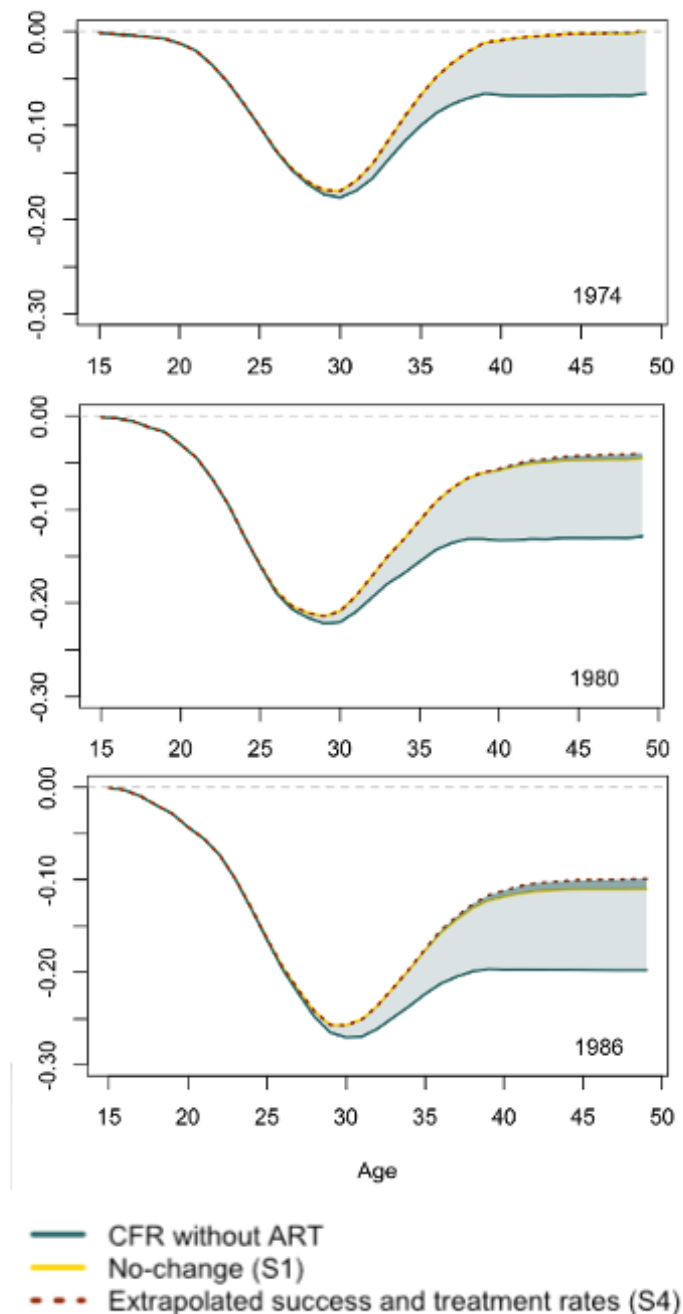 0.00
-0.10
-0.20
-0.30
1974
15 20 25 30 35 40 45 50
0.00
-0.10
-0.20
-0.30
1980
15 20 25 30 35 40 45 50
0.00
-0.10
-0.20
-0.30
1986
15 20 25 30 35 40 45 50
Age
CFR without ART
No-change (S1)
Extrapolated success and treatment rates (S4)